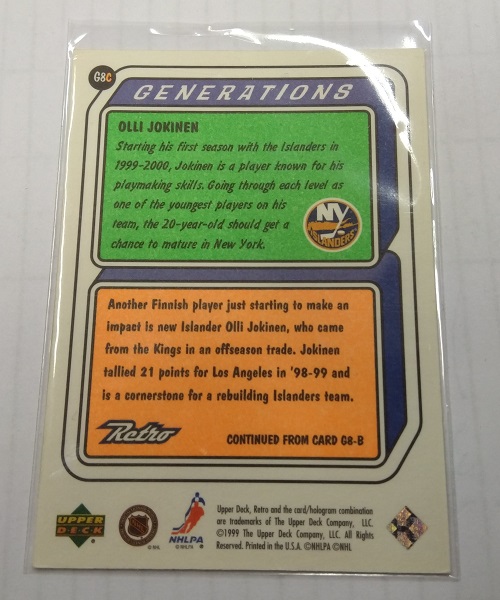 G8C
GENERATIONS
OLLI JOKINEN
Starting his first season with the Islanders in
1999-2000, Jokinen is a player known for his
playmaking skills. Going through each level as
one of the youngest players on his
team, the 20-year-old should get a
chance to mature in New York.
NY
ISLANDERS
Another Finnish player just starting to make an
impact is new Islander Olli Jokinen, who came
from the Kings in an offseason trade. Jokinen
tallied 21 points for Los Angeles in '98-99 and
is a cornerstone for a rebuilding Islanders team.
Retro
CONTINUED FROM CARD G8-B
UPPER
DECK
©NHL
NHLPA
©NHLPA
Upper Deck, Retro and the card/hologram combination
are trademarks of The Upper Deck Company, LLC.
©1999 The Upper Deck Company, LLC. All Rights
Reserved. Printed in the U.S.A. ©NHLPA ©NHL